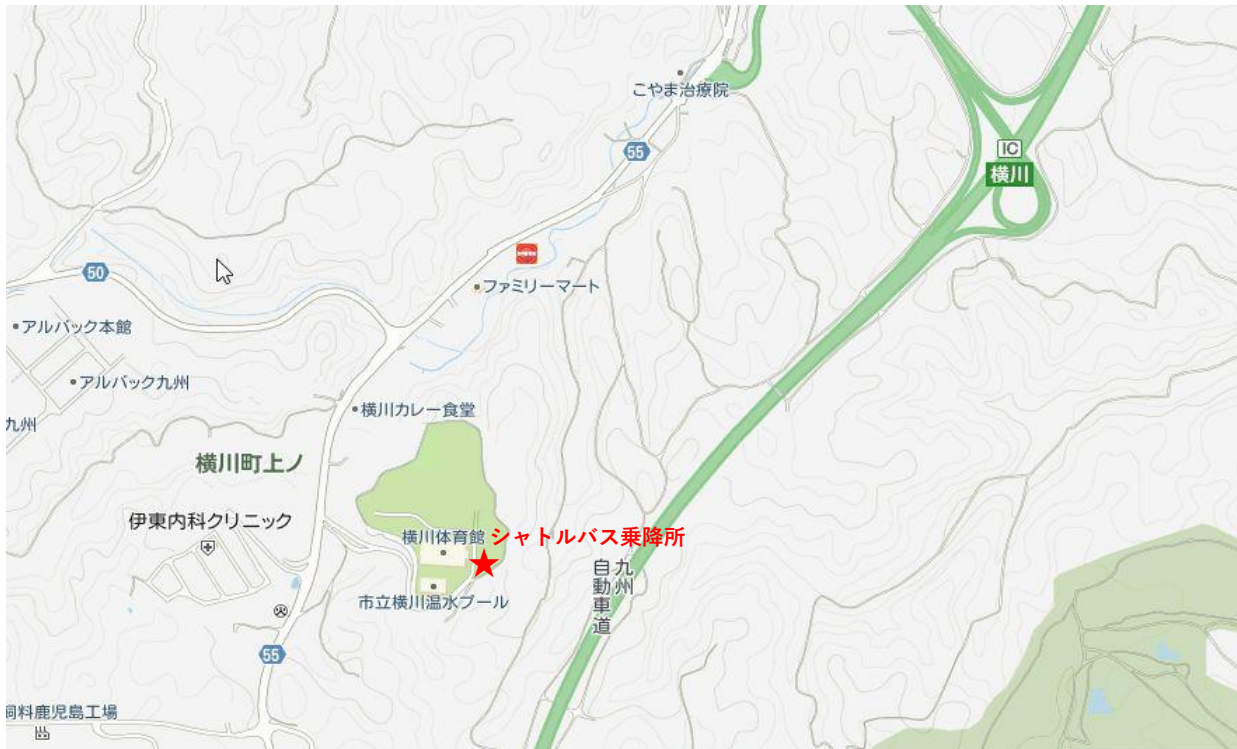 こやま治療院
55
IC
横川
50
ファミリーマート
アルバック本館
アルバック九州
横川カレー食堂
九州
横川町上ノ
伊東内科クリニック
横川体育館
シャトルバス乗降所
九州
自動車道
市立横川温水プール
55
飼料鹿児島工場